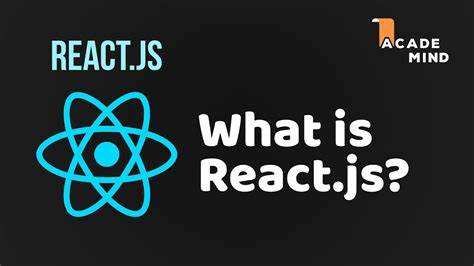 REACT.JS
ACADE
MIND
What is
React.js?